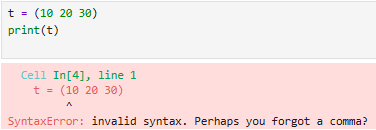 t = (10 20 30)
print(t)
Cell In[4], line 1
t = (10 20 30)
^
SyntaxError: invalid syntax. Perhaps you forgot a comma?